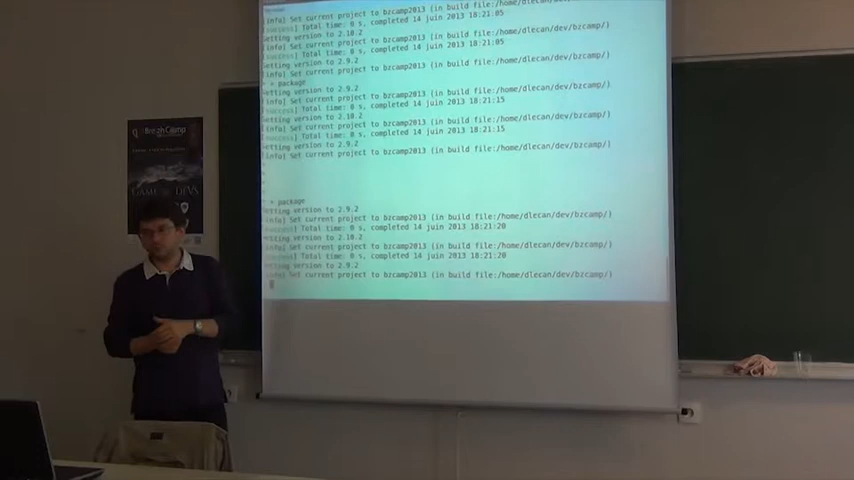 [info] Set current project to bzcamp2013 (in build file:/home/dlecan/dev/bzcamp/)
[success] Total time: 0 s, completed 14 juin 2013 18:21:05
Setting version to 2.10.2
[info] Set current project to bzcamp2013 (in build file:/home/dlecan/dev/bzcamp/)
[success] Total time: 0 s, completed 14 juin 2013 18:21:05
Setting version to 2.9.2
[info] Set current project to bzcamp2013 (in build file:/home/dlecan/dev/bzcamp/)
> + package
Setting version to 2.9.2
[info] Set current project to bzcamp2013 (in build file:/home/dlecan/dev/bzcamp/)
[success] Total time: 0 s, completed 14 juin 2013 18:21:15
Setting version to 2.10.2
[info] Set current project to bzcamp2013 (in build file:/home/dlecan/dev/bzcamp/)
[success] Total time: 0 s, completed 14 juin 2013 18:21:15
Setting version to 2.9.2
[info] Set current project to bzcamp2013 (in build file:/home/dlecan/dev/bzcamp/)
>
>
>
> + package
Setting version to 2.9.2
[info] Set current project to bzcamp2013 (in build file:/home/dlecan/dev/bzcamp/)
[success] Total time: 0 s, completed 14 juin 2013 18:21:20
Setting version to 2.10.2
[info] Set current project to bzcamp2013 (in build file:/home/dlecan/dev/bzcamp/)
[success] Total time: 0 s, completed 14 juin 2013 18:21:20
Setting version to 2.9.2
[info] Set current project to bzcamp2013 (in build file:/home/dlecan/dev/bzcamp/)
>
BreizhCamp
GAME OF DEVS